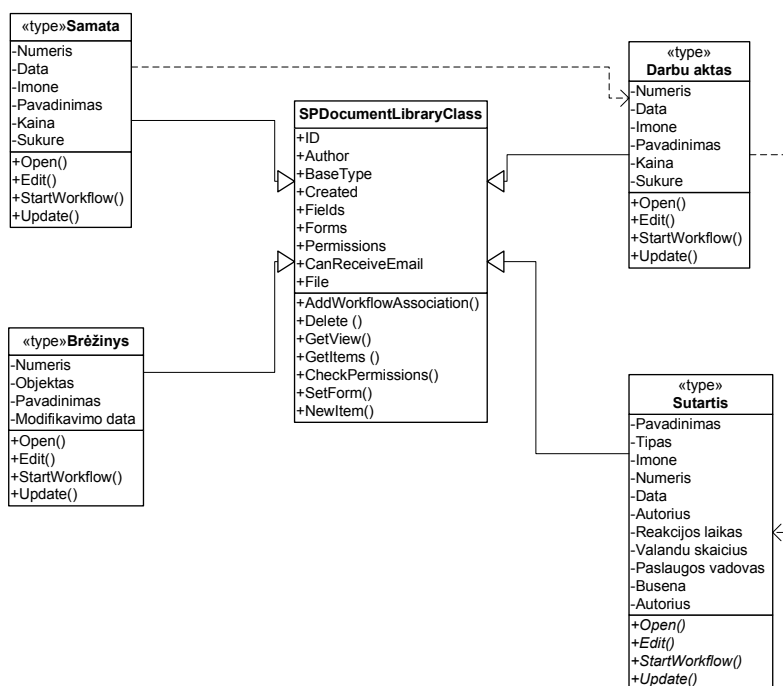 «type»Samata
-Numeris
-Data
-Imone
-Pavadinimas
-Kaina
-Sukure
+Open()
+Edit()
+StartWorkflow()
+Update()
«type»Brėžinys
-Numeris
-Objektas
-Pavadinimas
-Modifikavimo data
+Open()
+Edit()
+StartWorkflow()
+Update()
SPDocumentLibraryClass
+ID
+Author
+BaseType
+Created
+Fields
+Forms
+Permissions
+CanReceiveEmail
+File
+AddWorkflowAssociation()
+Delete ()
+GetView()
+GetItems ()
+CheckPermissions()
+SetForm()
+NewItem()
«type»
Darbu aktas
-Numeris
-Data
-Imone
-Pavadinimas
-Kaina
-Sukure
+Open()
+Edit()
+StartWorkflow()
+Update()
«type»
Sutartis
-Pavadinimas
-Tipas
-Imone
-Numeris
-Data
-Autorius
-Reakcijos laikas
-Valandu skaicius
-Paslaugos vadovas
-Busena
-Autorius
+Open()
+Edit()
+StartWorkflow()
+Update()